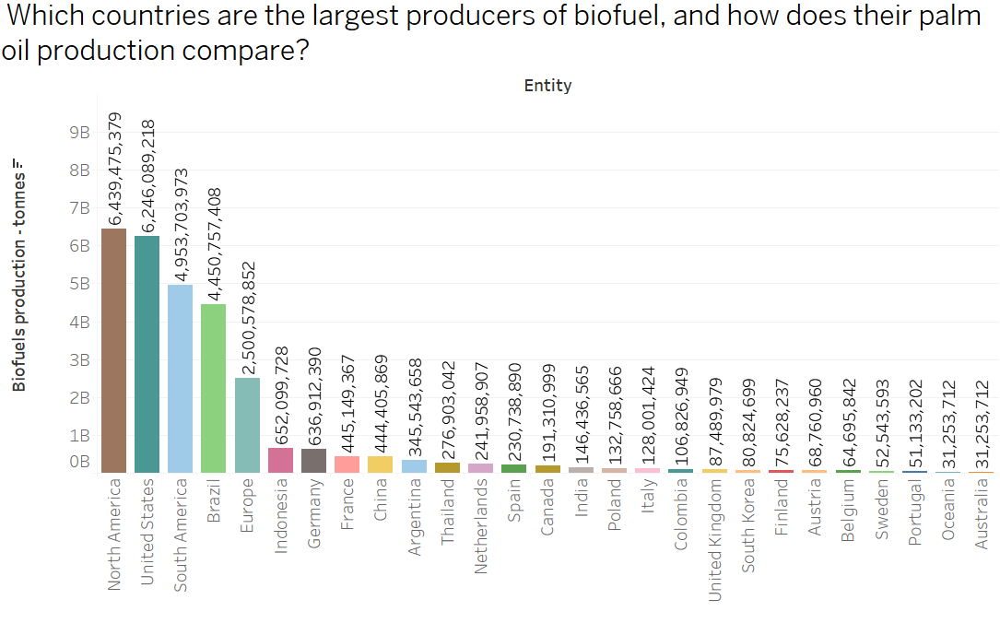 Which countries are the largest producers of biofuel, and how does their palm
oil production compare?
Entity
Biofuels production - tonnes
9B
8B
7B
6B
5B
4B
3B
2B
1B
0B
6,439,475,379
6,246,089,218
4,953,703,973
4,450,757,408
2,500,578,852
652,099,728
636,912,390
445,149,367
444,405,869
345,543,658
276,903,042
241,958,907
230,738,890
191,310,999
146,436,565
132,758,666
128,001,424
106,826,949
87,489,979
80,824,699
75,628,237
68,760,960
64,695,842
52,543,593
51,133,202
31,253,712
31,253,712
North America
United States
South America
Brazil
Europe
Indonesia
Germany
France
China
Argentina
Thailand
Netherlands
Spain
Canada
India
Poland
Italy
Colombia
United Kingdom
South Korea
Finland
Austria
Belgium
Sweden
Portugal
Oceania
Australia